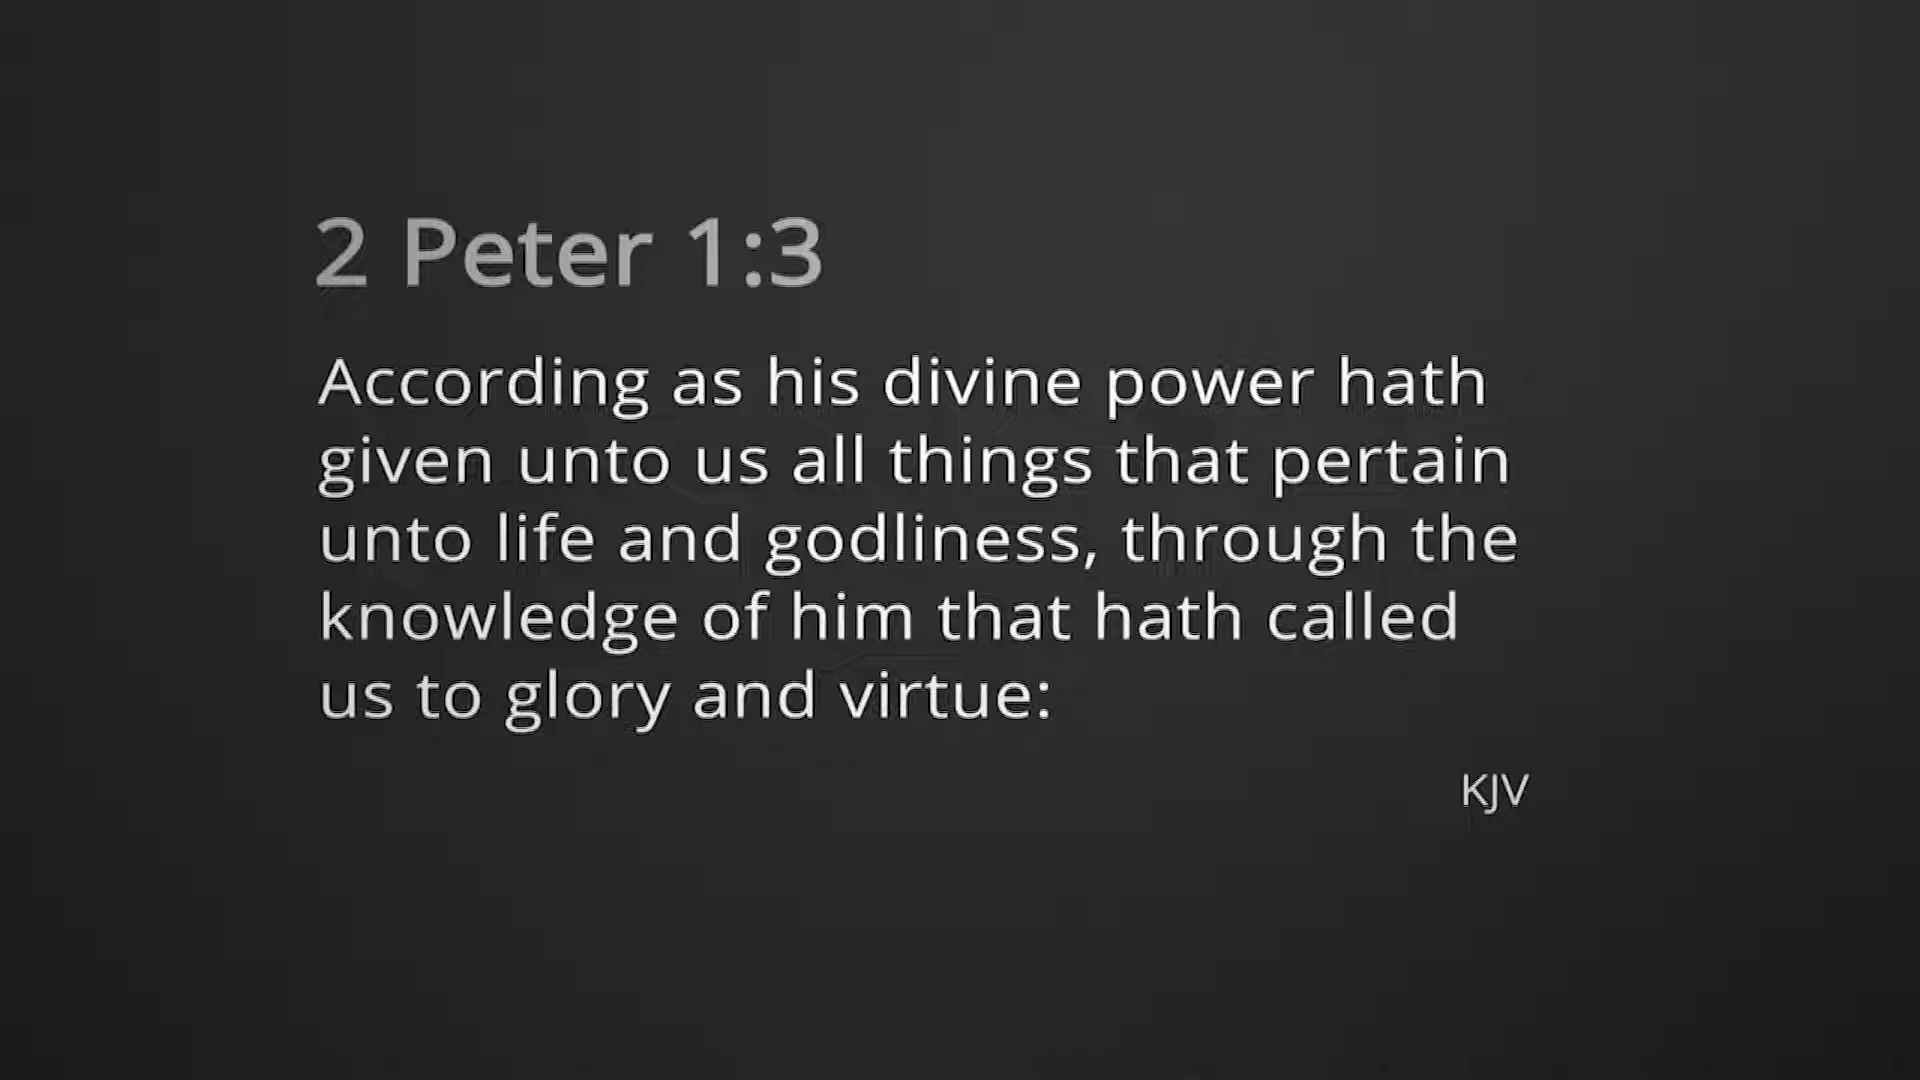 2 Peter 1:3
According as his divine power hath
given unto us all things that pertain
unto life and godliness, through the
knowledge of him that hath called
us to glory and virtue:
KJV